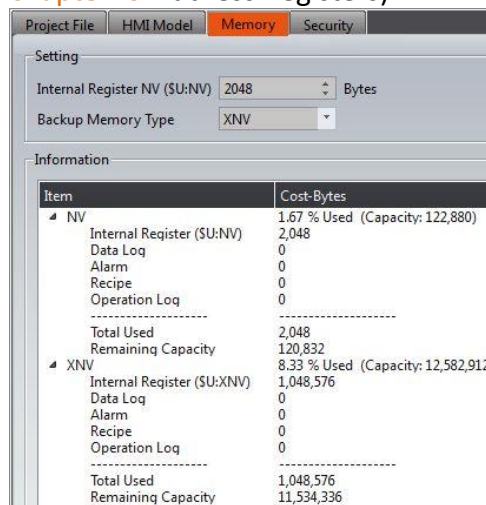 Project File HMI Model Memory Security
Setting
Internal Register NV ($U:NV) 2048 Bytes
Backup Memory Type XNV
Information
Item Cost-Bytes
NV 1.67 % Used (Capacity: 122,880)
Internal Register ($U:NV) 2,048
Data Log 0
Alarm 0
Recipe 0
Operation Log 0
-------------------- --------------------
Total Used 2,048
Remaining Capacity 120,832
XNV 8.33 % Used (Capacity: 12,582,912
Internal Register ($U:XNV) 1,048,576
Data Log 0
Alarm 0
Recipe 0
Operation Log 0
-------------------- --------------------
Total Used 1,048,576
Remaining Capacity 11,534,336